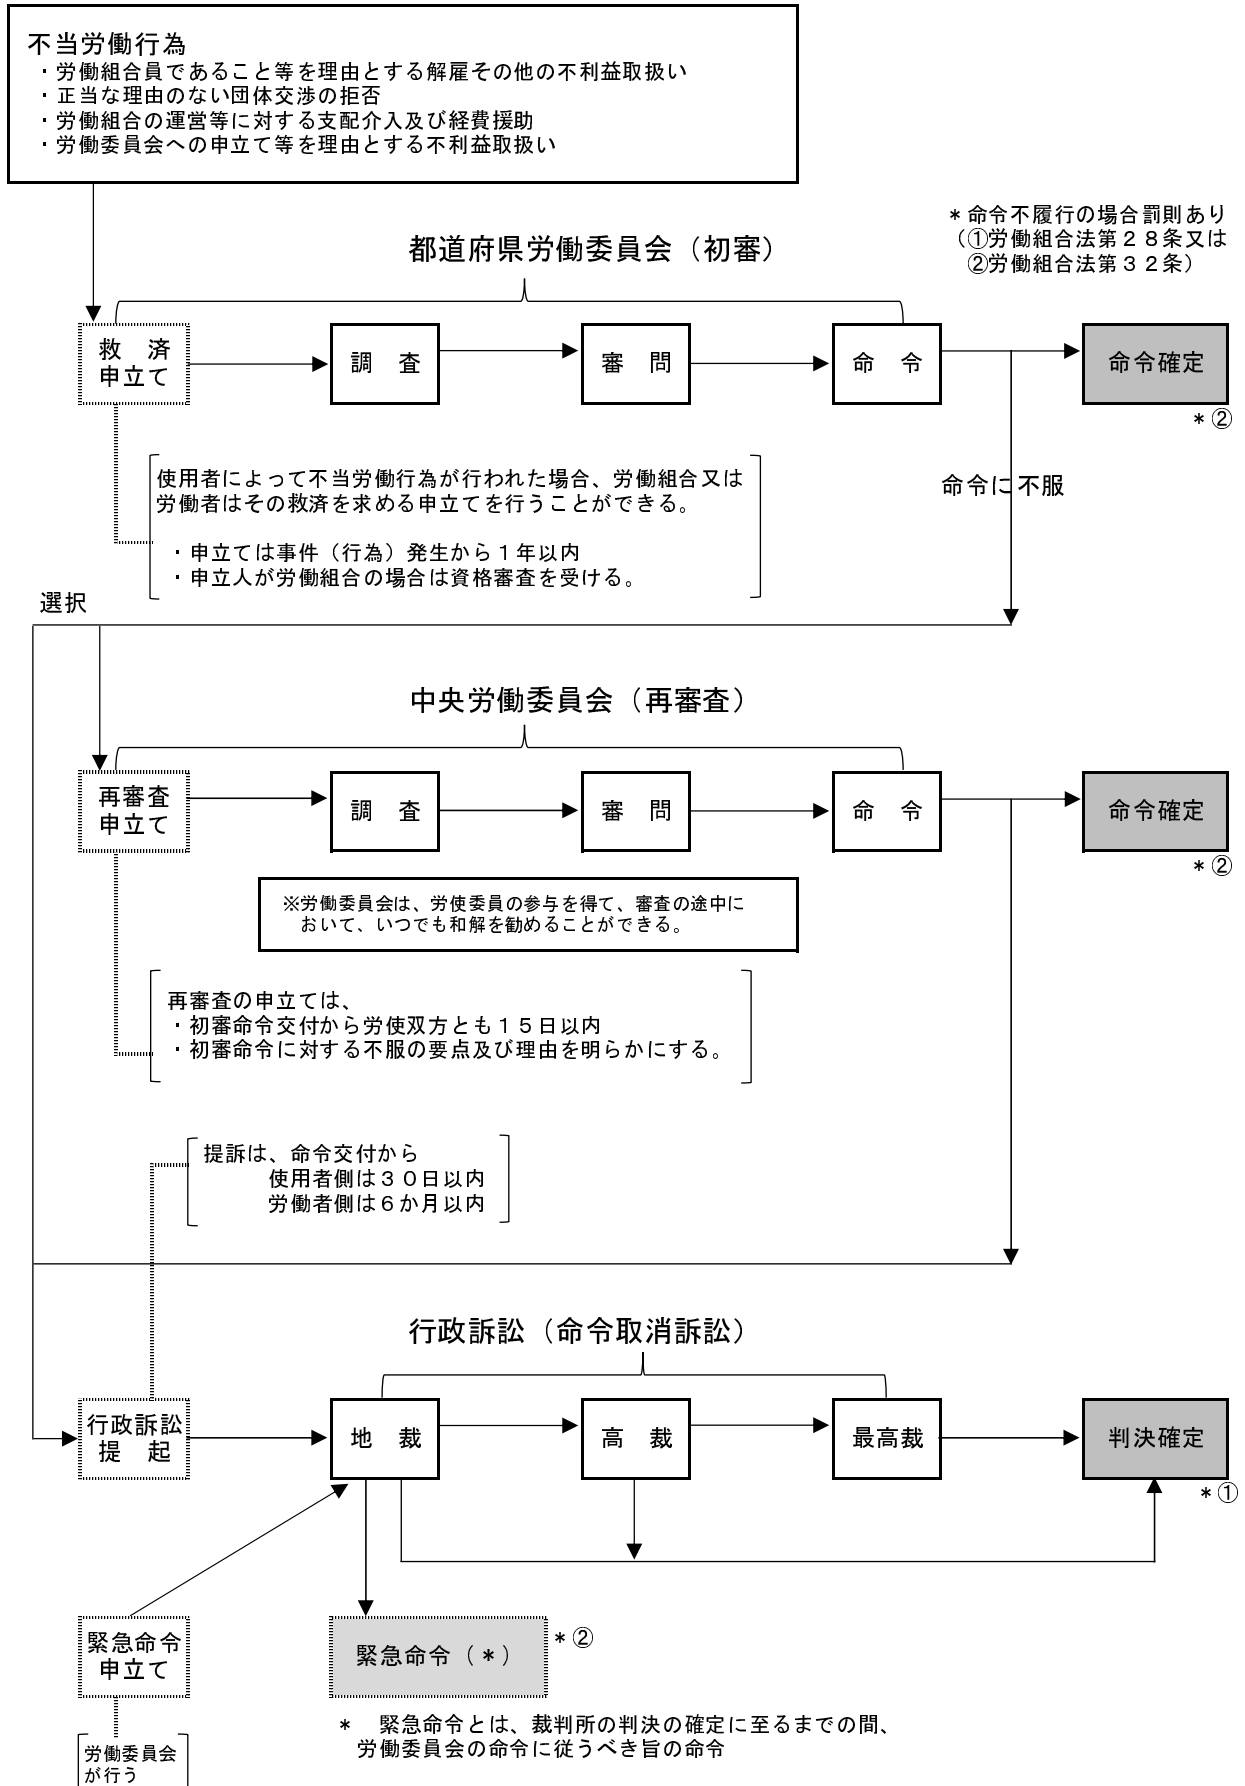 不当労働行為
・労働組合員であること等を理由とする解雇その他の不利益取扱い
・正当な理由のない団体交渉の拒否
・労働組合の運営等に対する支配介入及び経費援助
・労働委員会への申立て等を理由とする不利益取扱い
＊命令不履行の場合罰則あり
（①労働組合法第２８条又は
②労働組合法第３２条）
都道府県労働委員会（初審）
救　済
申立て
調　査
審　問
命　令
命令確定
＊②
使用者によって不当労働行為が行われた場合、労働組合又は
労働者はその救済を求める申立てを行うことができる。
・申立ては事件（行為）発生から１年以内
・申立人が労働組合の場合は資格審査を受ける。
命令に不服
選択
中央労働委員会（再審査）
再審査
申立て
調　査
審　問
命　令
命令確定
＊②
※労働委員会は、労使委員の参与を得て、審査の途中に
おいて、いつでも和解を勧めることができる。
再審査の申立ては、
・初審命令交付から労使双方とも１５日以内
・初審命令に対する不服の要点及び理由を明らかにする。
提訴は、命令交付から
使用者側は３０日以内
労働者側は６か月以内
行政訴訟（命令取消訴訟）
行政訴訟
提　起
地　裁
高　裁
最高裁
判決確定
＊①
緊急命令
申立て
緊急命令（＊）
＊②
＊　緊急命令とは、裁判所の判決の確定に至るまでの間、
労働委員会の命令に従うべき旨の命令
労働委員会
が行う